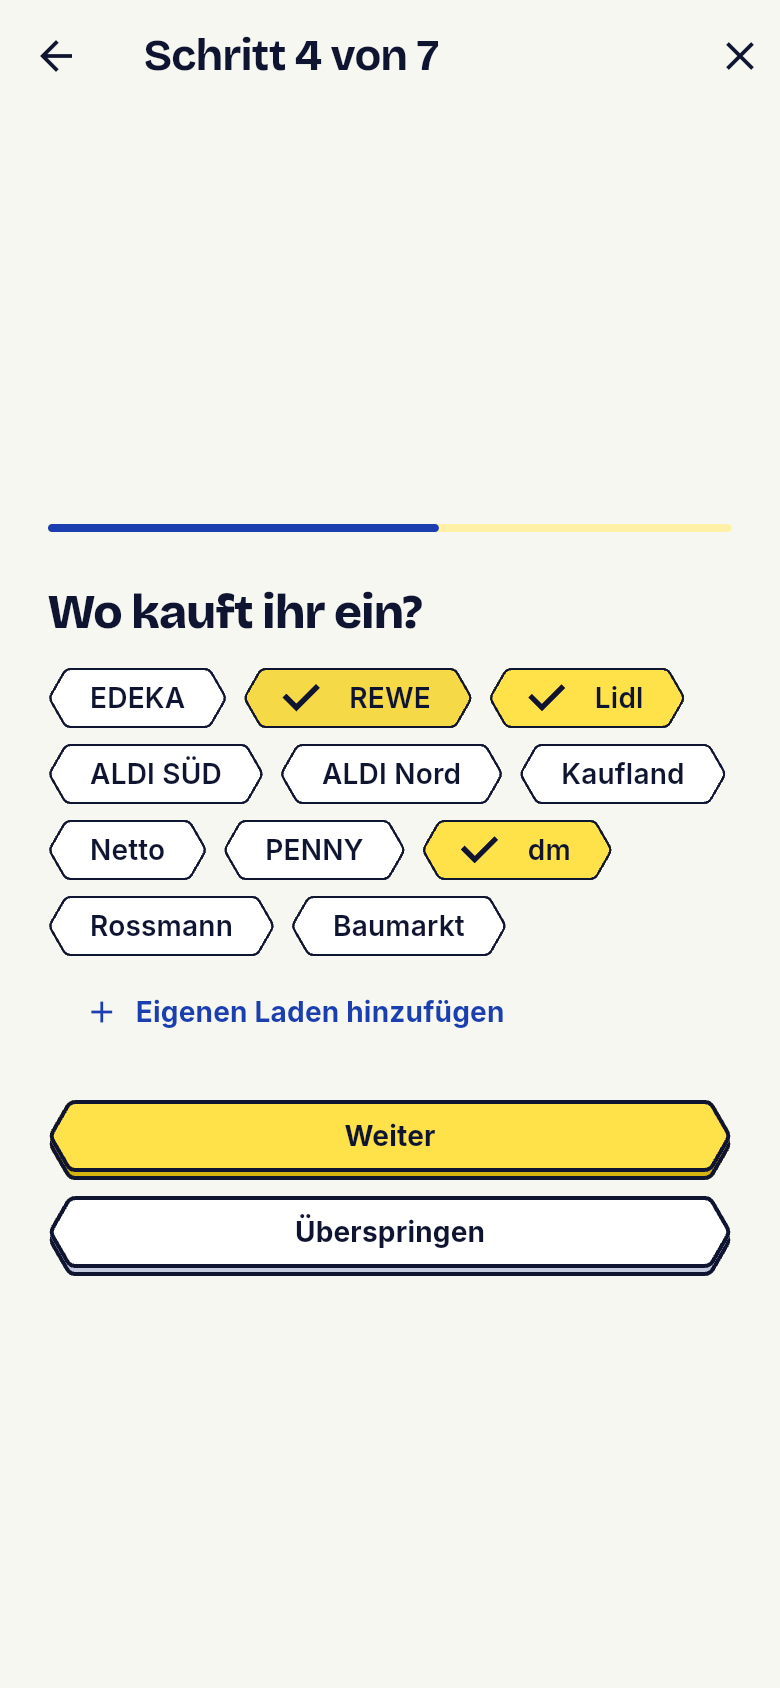 Schritt 4 von 7
Wo kauft ihr ein?
EDEKA REWE Lidl
ALDI SÜD ALDI Nord Kaufland
Netto PENNY dm
Rossmann Baumarkt
Eigenen Laden hinzufügen
Weiter
Überspringen